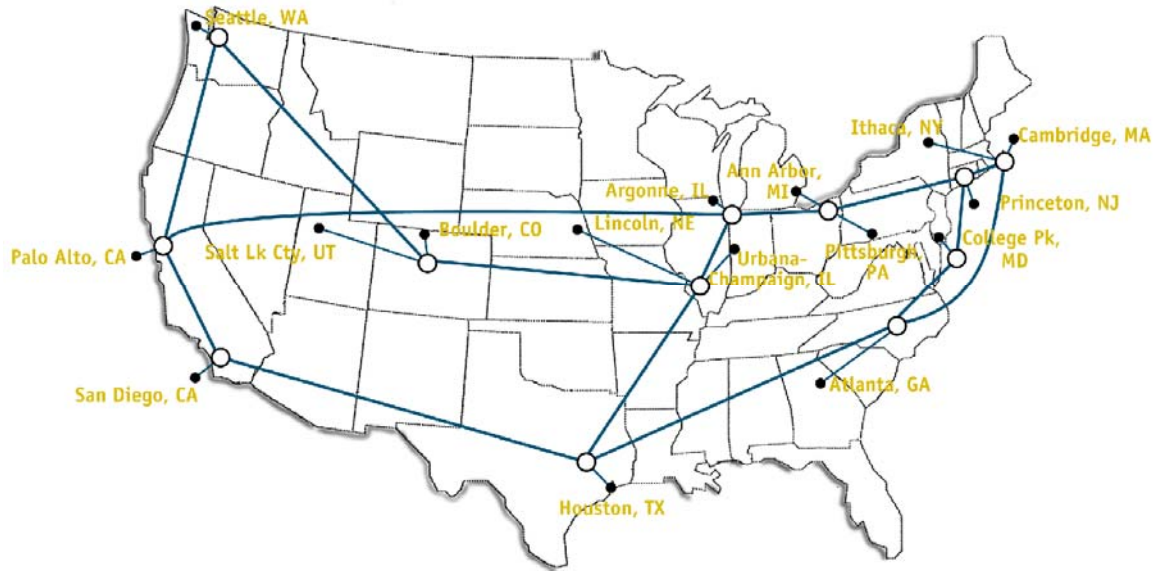 Seattle, WA
Ithaca, NY
Cambridge, MA
Ann Arbor,
MI
Argonne, IL
Princeton, NJ
Lincoln, NE
Boulder, CO
Salt Lk Cty, UT
Palo Alto, CA
College Pk,
MD
Pittsburgh,
PA
Urbana-
Champaign, IL
San Diego, CA
Atlanta, GA
Houston, TX